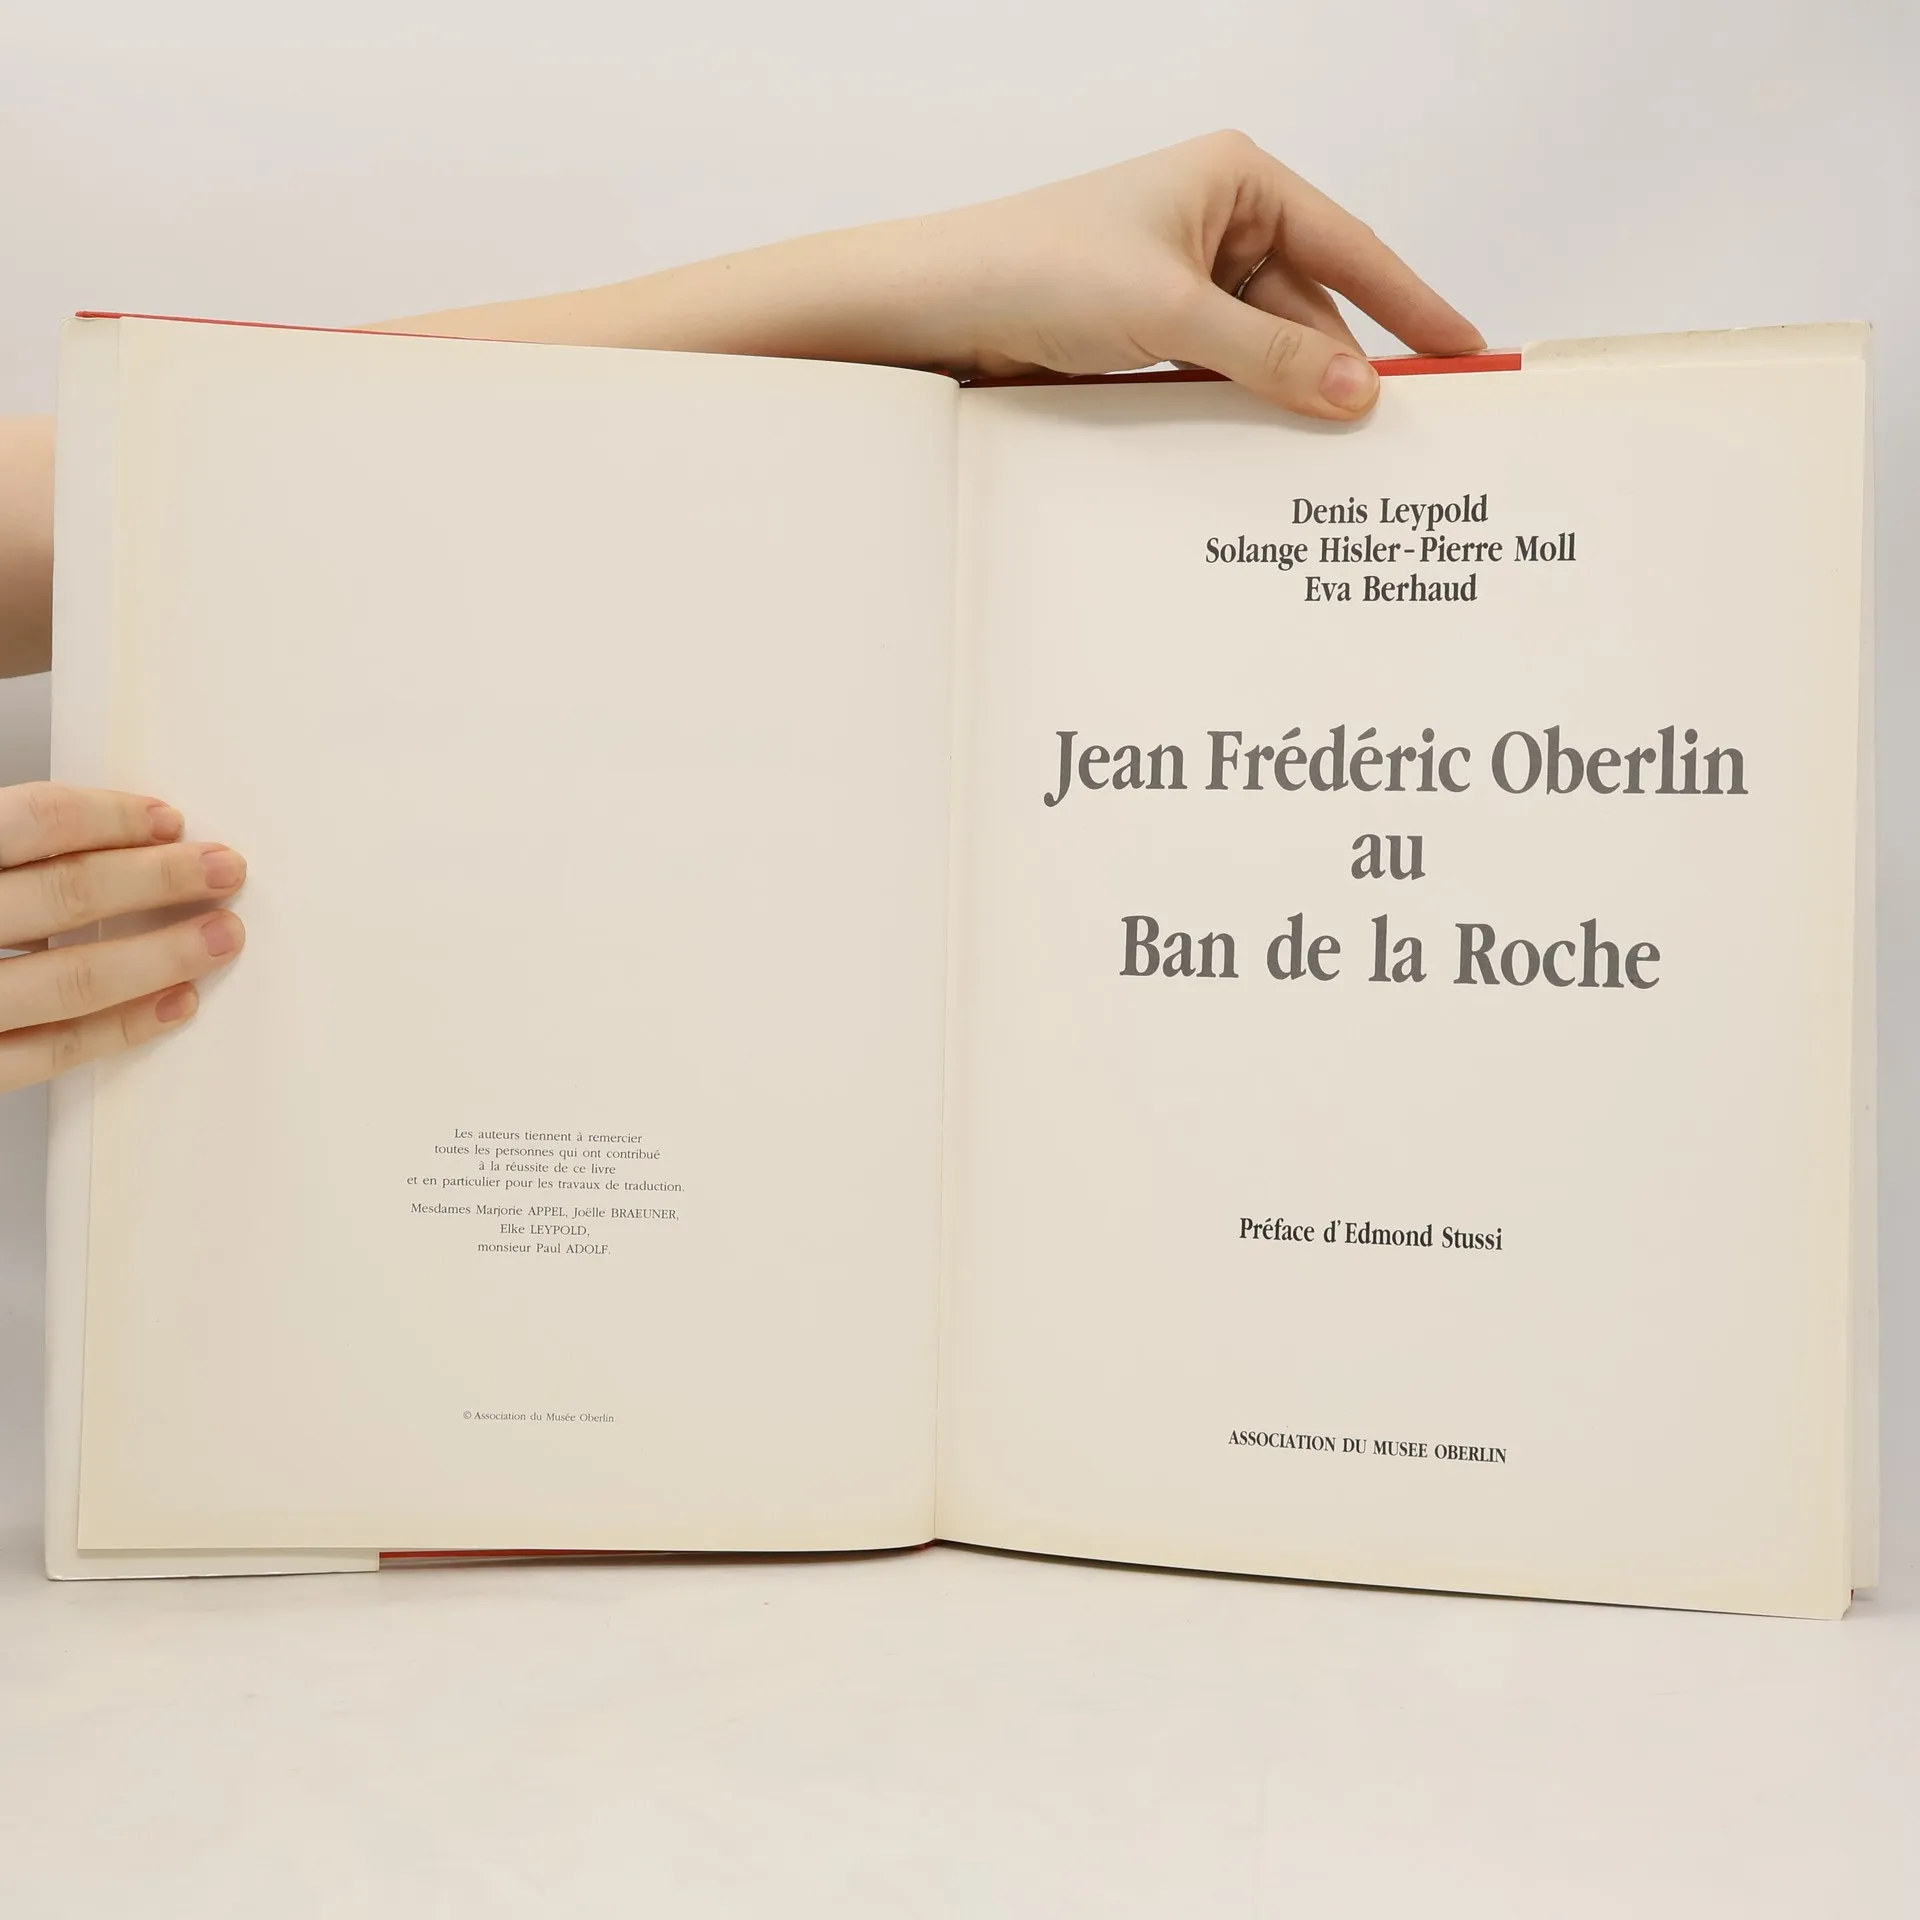 Les auteurs tiennent à remercier
toutes les personnes qui ont contribué
à la réussite de ce livre
et en particulier pour les travaux de traduction.
Mesdames Marjorie APPEL, Joëlle BRAEUNER,
Elke LEYPOLD,
monsieur Paul ADOLF.
© Association du Musée Oberlin
Denis Leypold
Solange Hisler-Pierre Moll
Eva Berhaud
Jean Frédéric Oberlin
au
Ban de la Roche
Préface d'Edmond Stussi
ASSOCIATION DU MUSEE OBERLIN